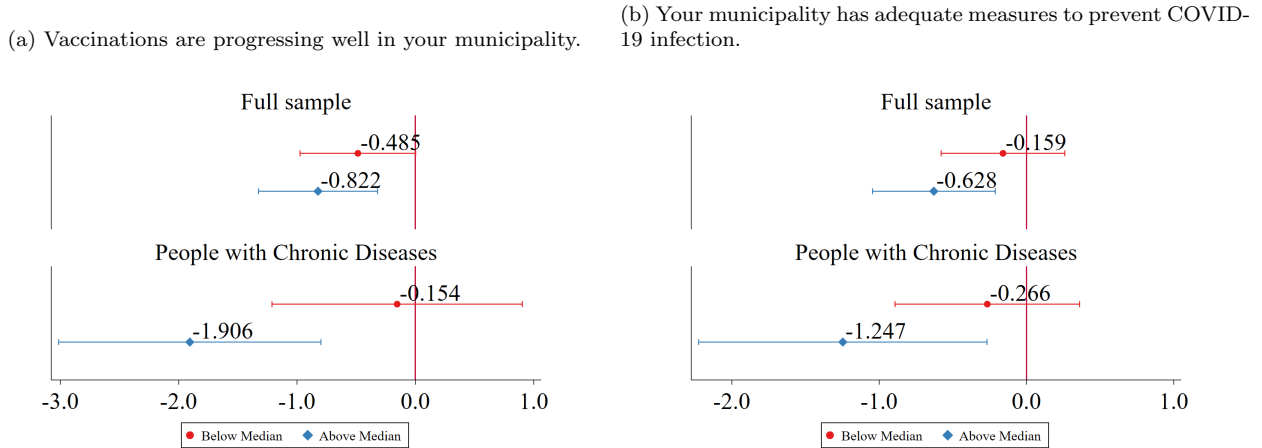 (a) Vaccinations are progressing well in your municipality.
Full sample
-0.485
-0.822
People with Chronic Diseases
-0.154
-1.906
-3.0 -2.0 -1.0 0.0 1.0
Below Median Above Median
(b) Your municipality has adequate measures to prevent COVID-
19 infection.
Full sample
-0.159
-0.628
People with Chronic Diseases
-0.266
-1.247
-2.0 -1.0 0.0 1.0
Below Median Above Median